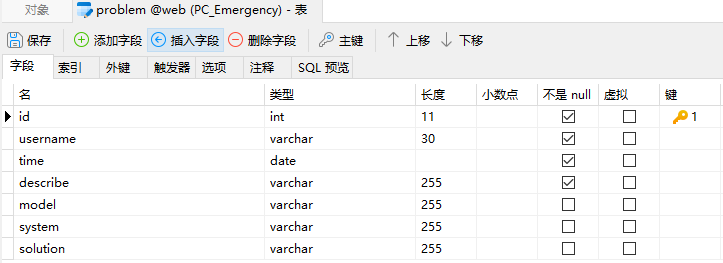 对象 problem @web (PC_Emergency) - 表
保存 添加字段 插入字段 删除字段 主键 上移 下移
字段 索引 外键 触发器 选项 注释 SQL 预览
名 类型 长度 小数点 不是 null 虚拟 键
id int 11 1
username varchar 30
time date
describe varchar 255
model varchar 255
system varchar 255
solution varchar 255